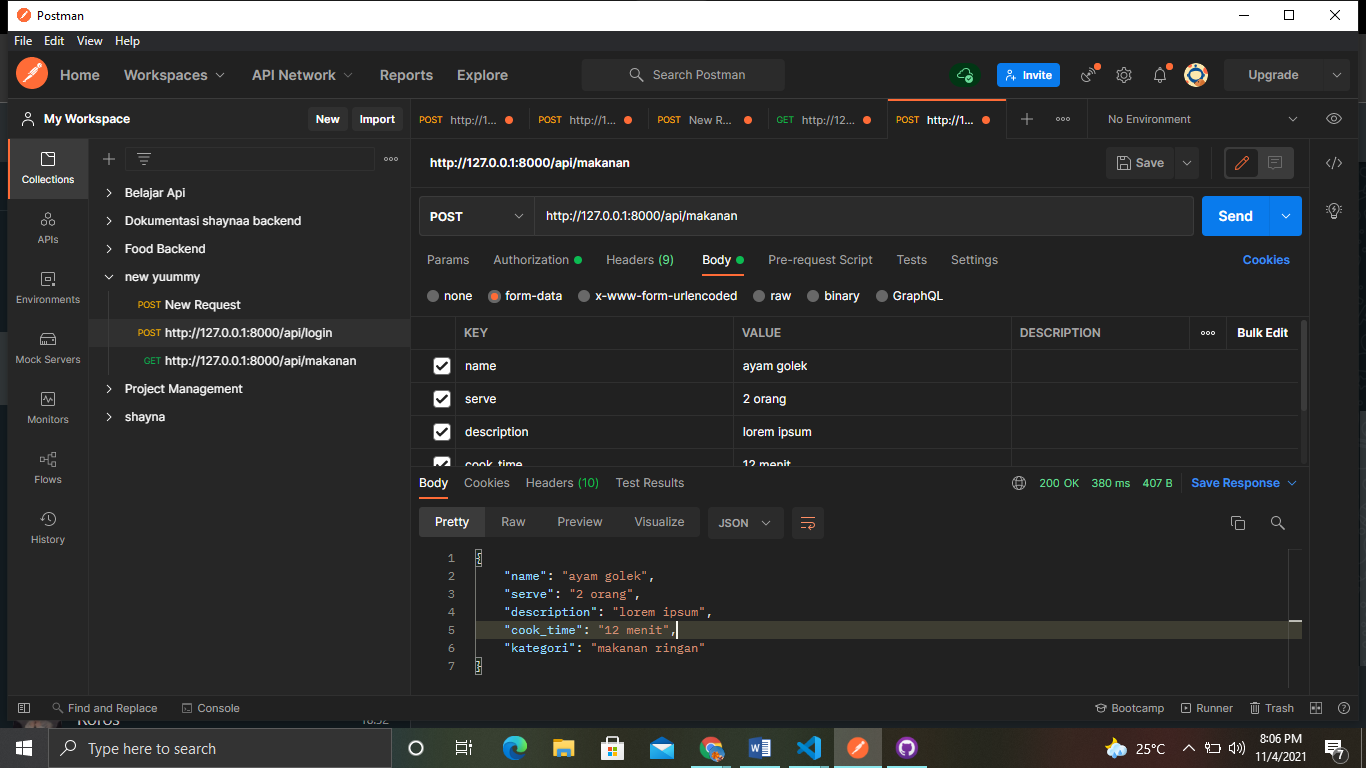 Postman
File Edit View Help
Home Workspaces API Network Reports Explore Search Postman Invite Upgrade
My Workspace New Import
POST http://1... POST http://1... POST New R... GET http://12... POST http://1... No Environment
Collections
APIs
Environments
Mock Servers
Monitors
Flows
History
Belajar Api
Dokumentasi shaynaa backend
Food Backend
new yuummy
POST New Request
POST http://127.0.0.1:8000/api/login
GET http://127.0.0.1:8000/api/makanan
Project Management
shayna
http://127.0.0.1:8000/api/makanan Save
POST http://127.0.0.1:8000/api/makanan Send
Params Authorization Headers (9) Body Pre-request Script Tests Settings Cookies
none form-data x-www-form-urlencoded raw binary GraphQL
KEY VALUE DESCRIPTION Bulk Edit
name ayam golek
serve 2 orang
description lorem ipsum
cook_time 12 menit
Body Cookies Headers (10) Test Results 200 OK 380 ms 407 B Save Response
Pretty Raw Preview Visualize JSON
1 {
2 "name": "ayam golek",
3 "serve": "2 orang",
4 "description": "lorem ipsum",
5 "cook_time": "12 menit",
6 "kategori": "makanan ringan"
7 }
Find and Replace Console Bootcamp Runner Trash
Type here to search 25°C 8:06 PM
11/4/2021 7